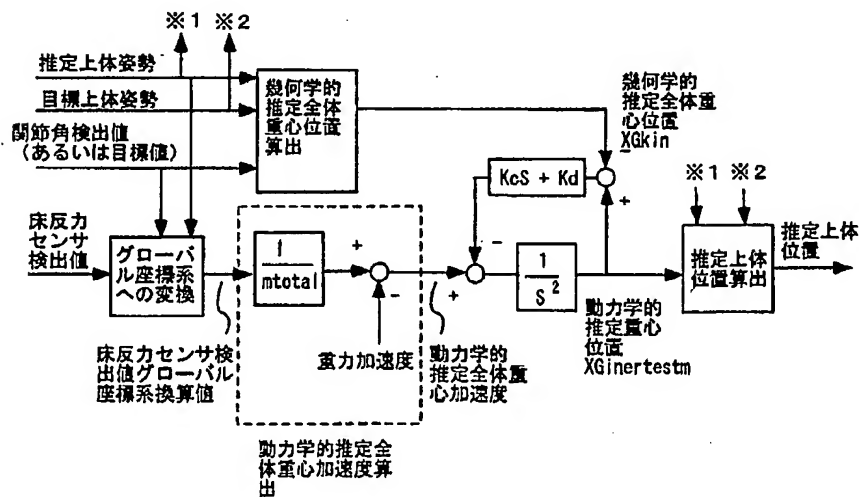 ※1 ※2
推定上体姿勢
目標上体姿勢
関節角検出値
(あるいは目標値)
幾何学的
推定全体
重心位置
算出
幾何学的
推定全体重
心位置
XGkin
KcS + Kd
+
-
-
床反力
センサ
検出値
グローバ
ル座標系
への変換
1
mtotal
+
-
+
1
S 2
※1 ※2
推定上体
位置算出
推定上体
位置
床反力センサ検
出値グローバル
座標系換算値
重力加速度
動力学的
推定全体重
心加速度
動力学的
推定重心
位置
XGinertestm
動力学的推定全
体重心加速度算
出